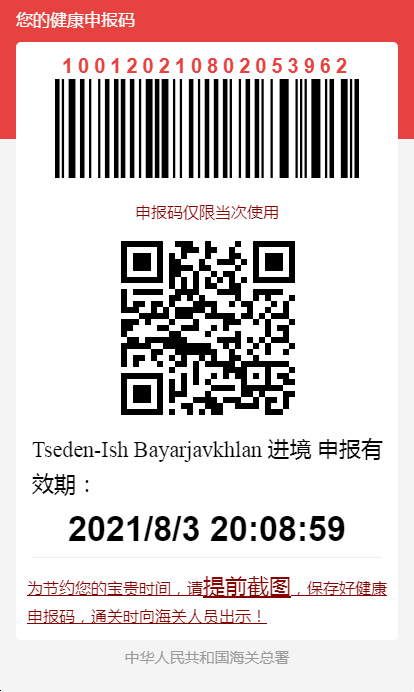 您的健康申报码
100120210802053962
申报码仅限当次使用
Tseden-Ish Bayarjavkhlan 进境 申报有
效期：
2021/8/3 20:08:59
为节约您的宝贵时间，请提前截图，保存好健康
申报码，通关时向海关人员出示！
中华人民共和国海关总署